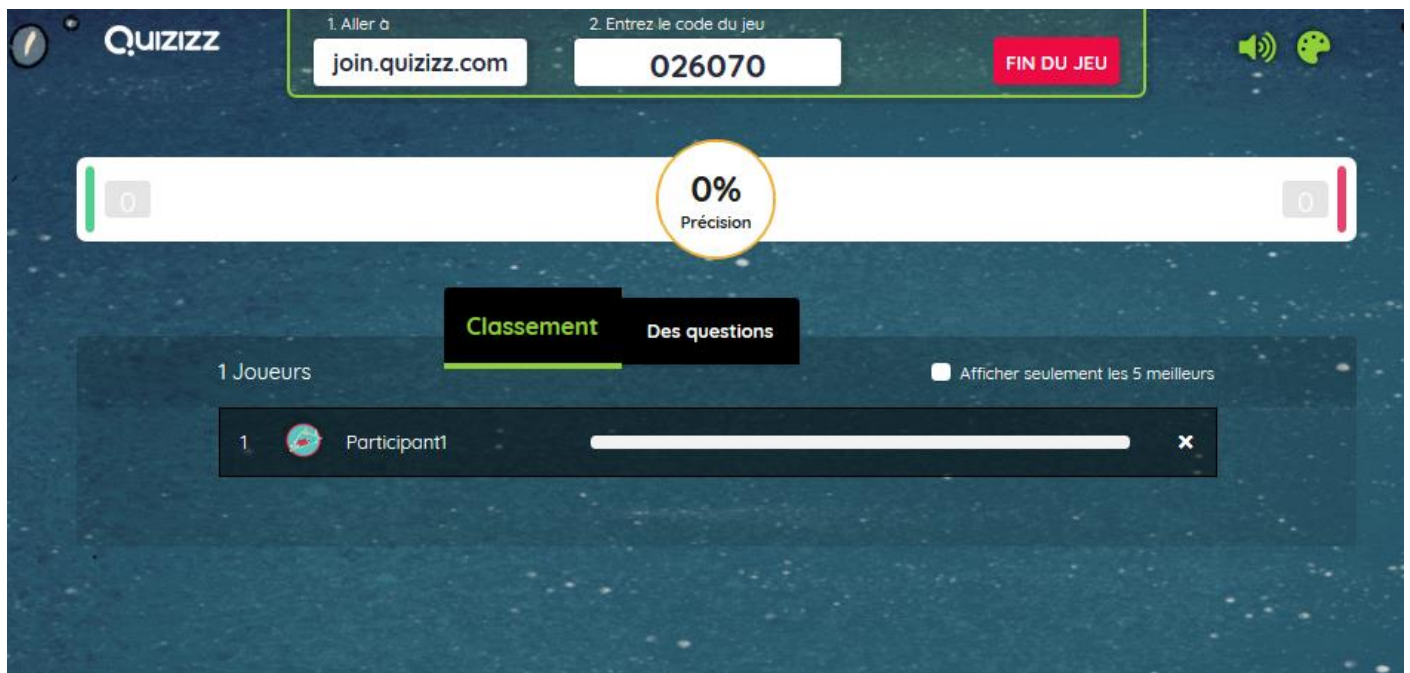 Quizizz
1. Aller à
join.quizizz.com
2. Entrez le code du jeu
026070
FIN DU JEU
0
0%
Précision
0
Classement
Des questions
1 Joueurs
Afficher seulement les 5 meilleurs
1 Participant1